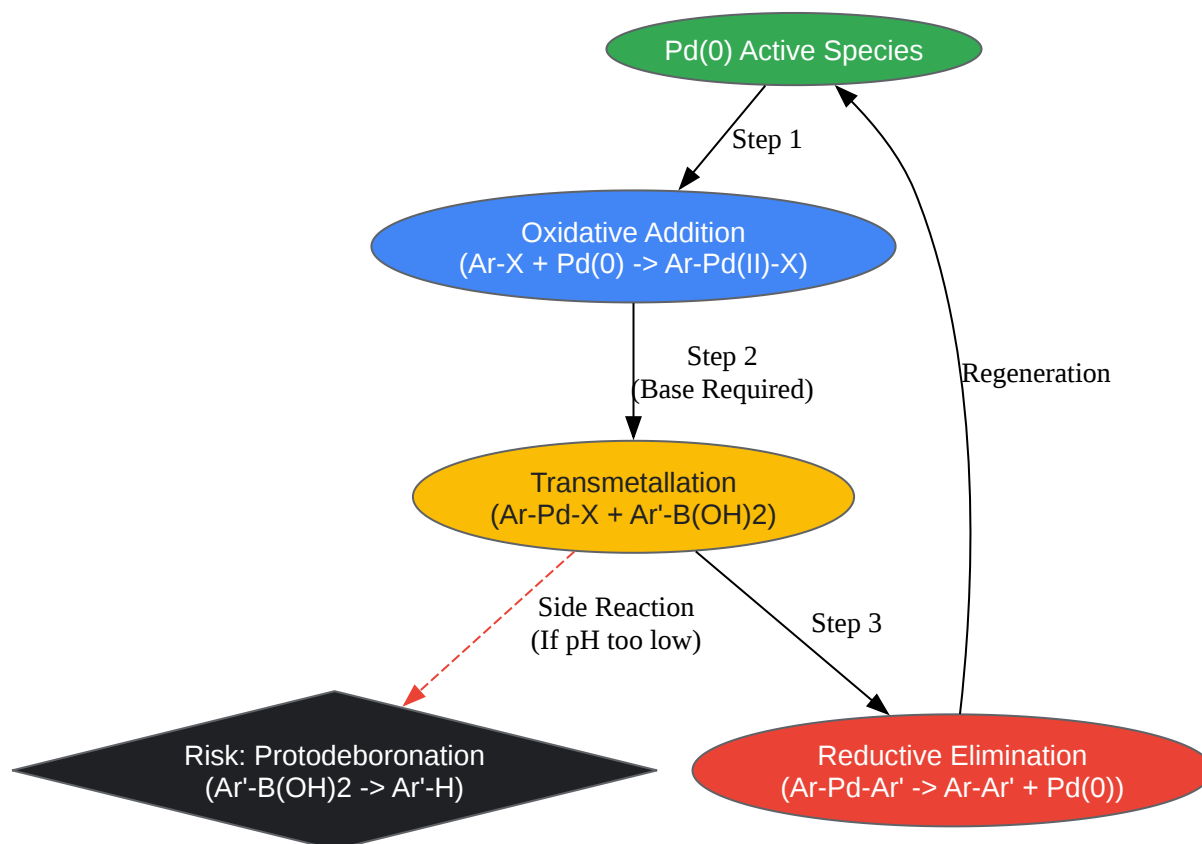 Pd(0) Active Species
Step 1
Oxidative Addition
(Ar-X + Pd(0) -> Ar-Pd(II)-X)
Step 2
(Base Required)
Regeneration
Transmetallation
(Ar-Pd-X + Ar'-B(OH)2)
Side Reaction
(If pH too low)
Step 3
Risk: Protodeboronation
(Ar'-B(OH)2 -> Ar'-H)
Reductive Elimination
(Ar-Pd-Ar' -> Ar-Ar' + Pd(0))